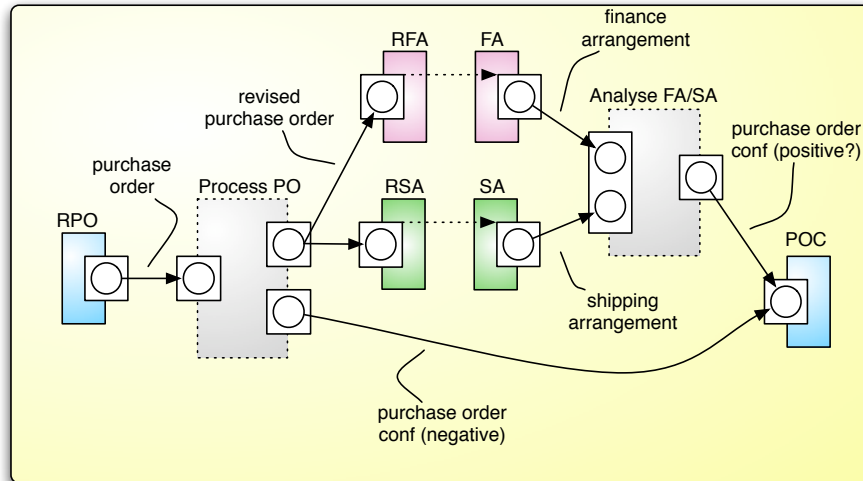 finance
arrangement
RFA
FA
revised
purchase order
Analyse FA/SA
purchase order
conf (positive?)
purchase
order
Process PO
RSA
SA
RPO
POC
shipping
arrangement
purchase order
conf (negative)